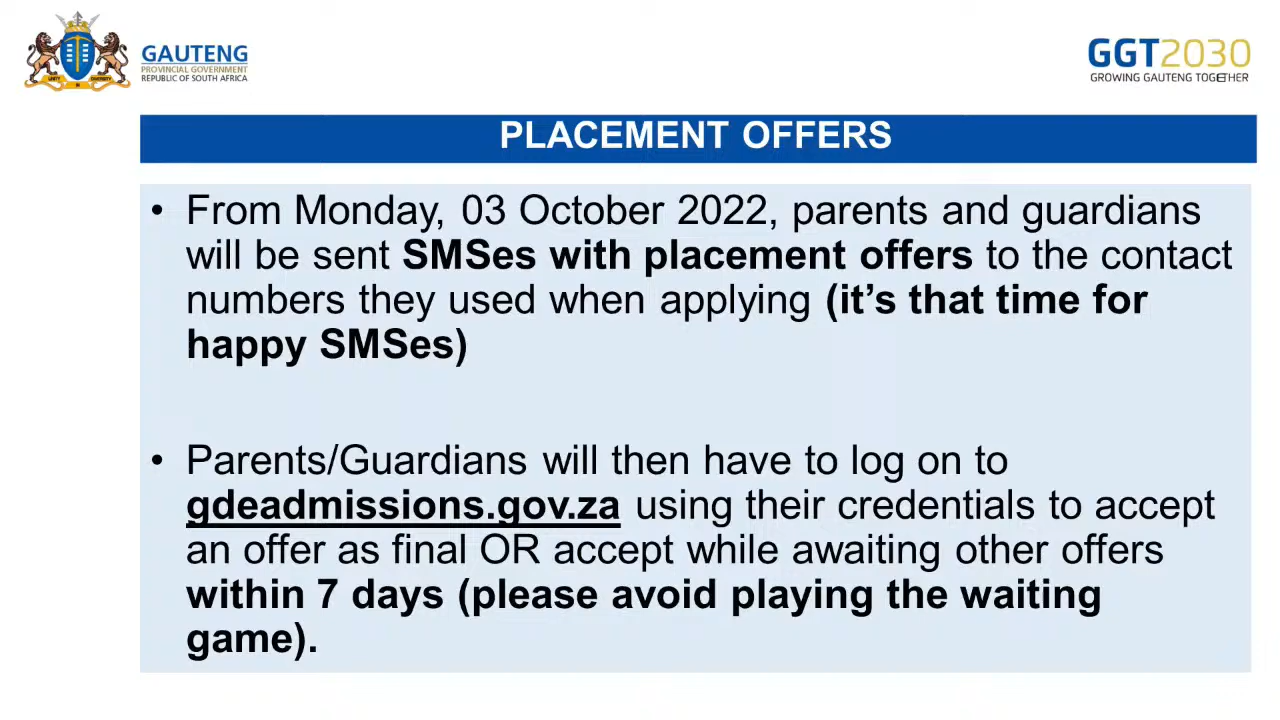 GAUTENG
PROVINCIAL GOVERNMENT
REPUBLIC OF SOUTH AFRICA
UNITY IN DIVERSITY
GGT2030
GROWING GAUTENG TOGETHER
PLACEMENT OFFERS
• From Monday, 03 October 2022, parents and guardians
will be sent SMSes with placement offers to the contact
numbers they used when applying (it's that time for
happy SMSes)
• Parents/Guardians will then have to log on to
gdeadmissions.gov.za using their credentials to accept
an offer as final OR accept while awaiting other offers
within 7 days (please avoid playing the waiting
game).